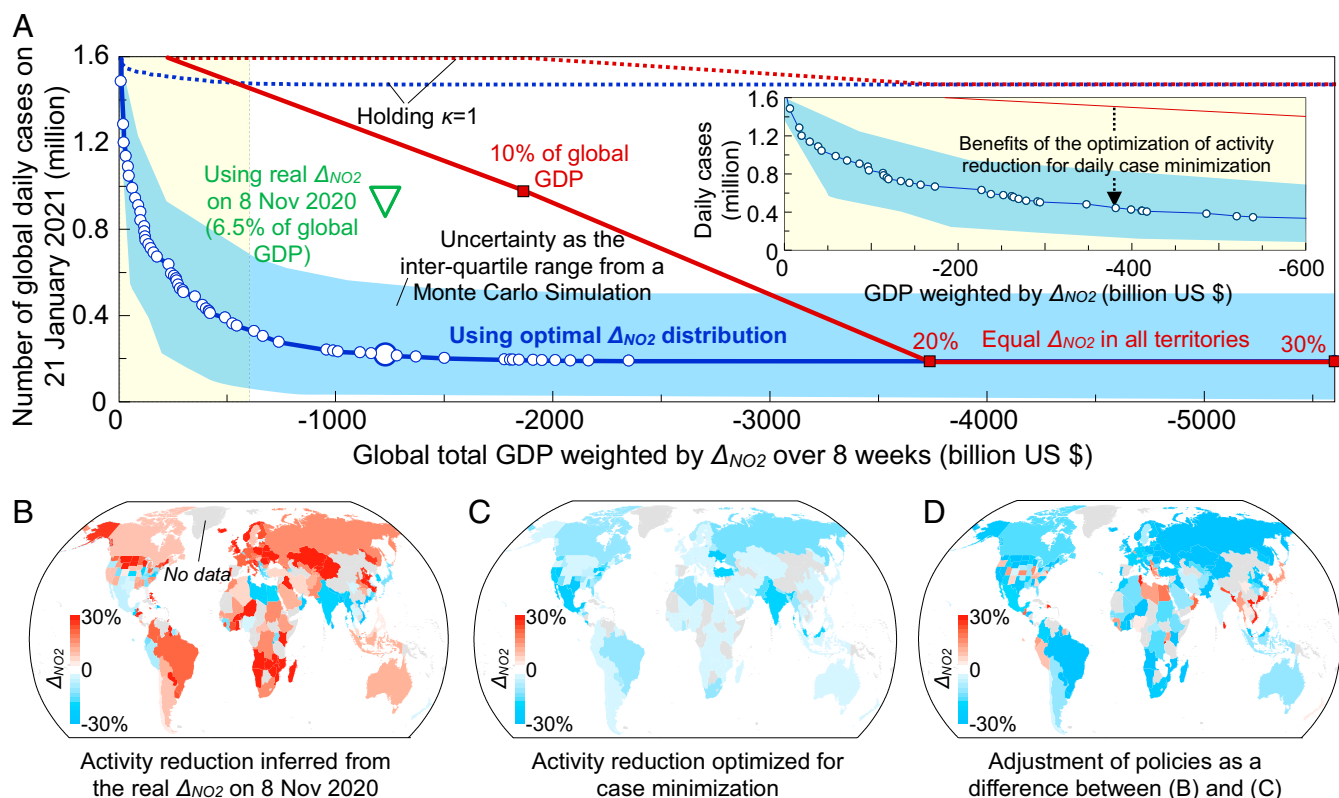 A
Number of global daily cases on
21 January 2021 (million)
1.6
1.2
0.8
0.4
0
0
-1000
-2000
-3000
-4000
-5000
Global total GDP weighted by ΔNO2 over 8 weeks (billion US $)
Holding κ=1
10% of global
GDP
Using real ΔNO2
on 8 Nov 2020
(6.5% of global
GDP)
Uncertainty as the
inter-quartile range from a
Monte Carlo Simulation
Using optimal ΔNO2 distribution
20%
Equal ΔNO2 in all territories
30%
Daily cases
(million)
1.6
1.2
0.8
0.4
0
Benefits of the optimization of activity
reduction for daily case minimization
0
-200
-400
-600
GDP weighted by ΔNO2 (billion US $)
B
No data
30%
0
-30%
ΔNO2
Activity reduction inferred from
the real ΔNO2 on 8 Nov 2020
C
30%
0
-30%
ΔNO2
Activity reduction optimized for
case minimization
D
30%
0
-30%
ΔNO2
Adjustment of policies as a
difference between (B) and (C)